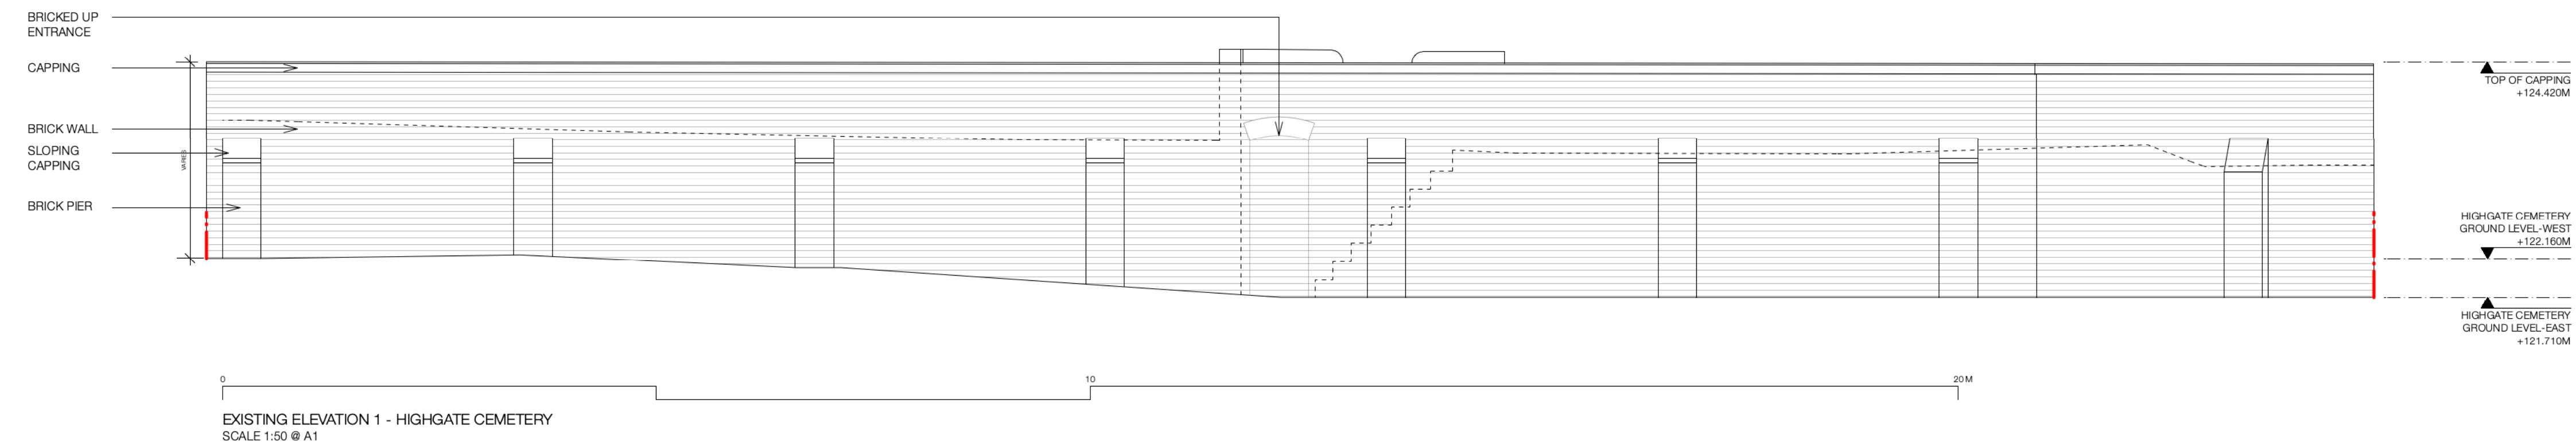 BRICKED UP
ENTRANCE
CAPPING
BRICK WALL
SLOPING
CAPPING
VARIES
BRICK PIER
TOP OF CAPPING
+124.420M
HIGHGATE CEMETERY
GROUND LEVEL-WEST
+122.160M
HIGHGATE CEMETERY
GROUND LEVEL-EAST
+121.710M
0
10
20M
EXISTING ELEVATION 1 - HIGHGATE CEMETERY
SCALE 1:50 @ A1